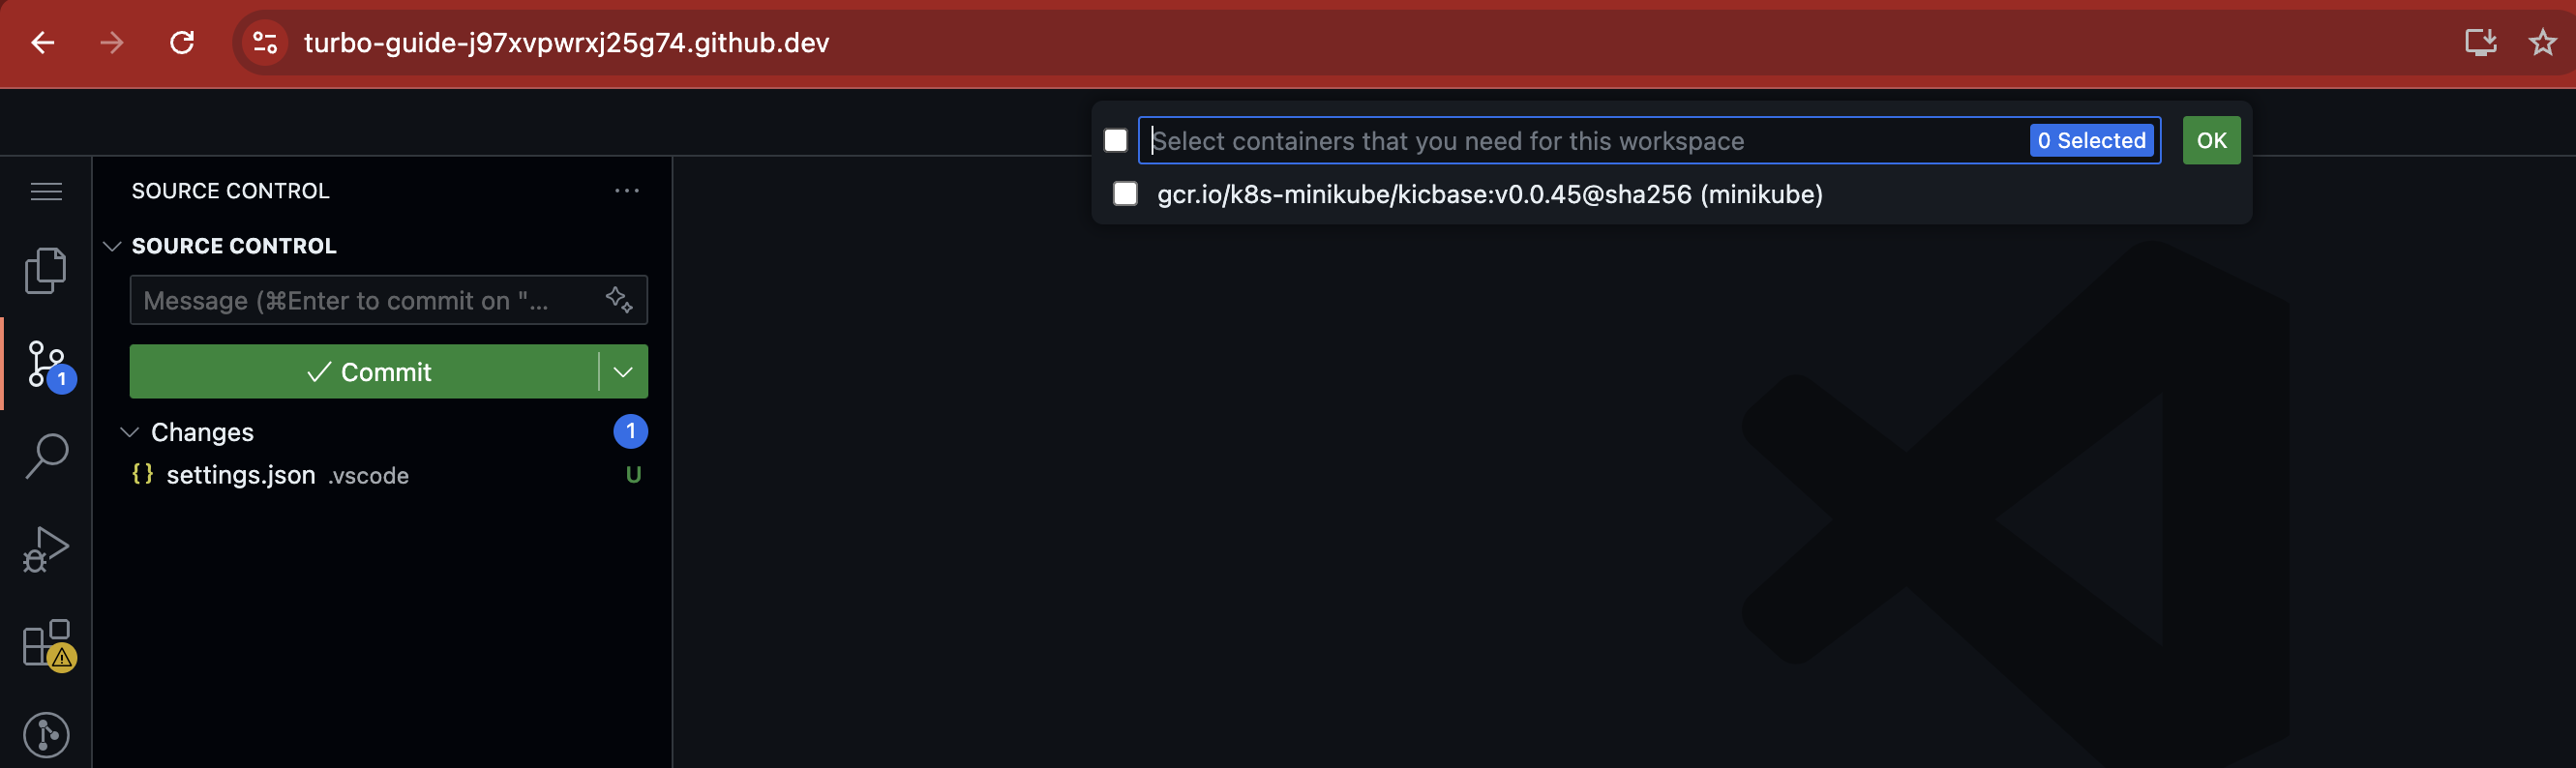 turbo-guide-j97xvpwrxj25g74.github.dev
Select containers that you need for this workspace
0 Selected
OK
gcr.io/k8s-minikube/kicbase:v0.0.45@sha256 (minikube)
SOURCE CONTROL
SOURCE CONTROL
Message (⌘Enter to commit on "...
Commit
1
Changes
1
{} settings.json .vscode
U